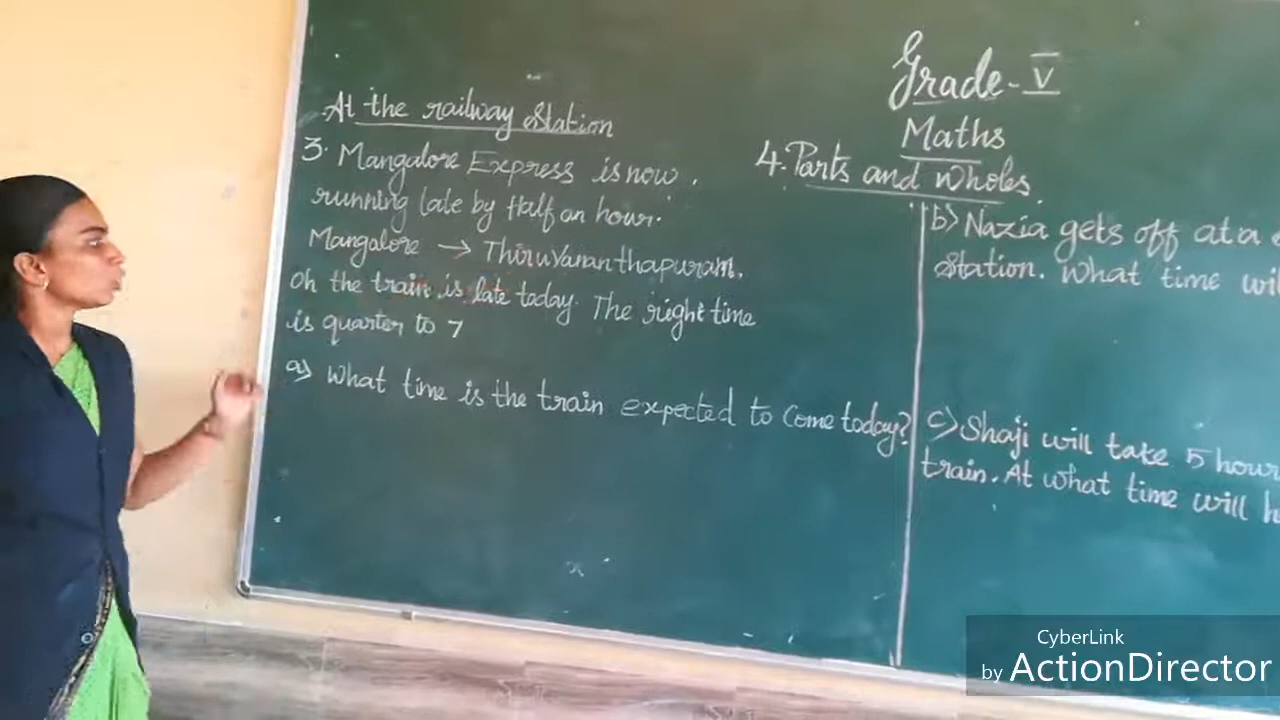 Grade - V
Maths
4. Parts and Wholes
At the railway Station
3. Mangalore Express is now.
running late by Half an hour.
Mangalore → Thiruvananthapuram.
Oh the train is late today. The right time
is quarter to 7
a) What time is the train expected to come today?
b) Nazia gets off at a
Station. What time
c) Shaji will take 5 hour
train. At what time will
CyberLink
by ActionDirector